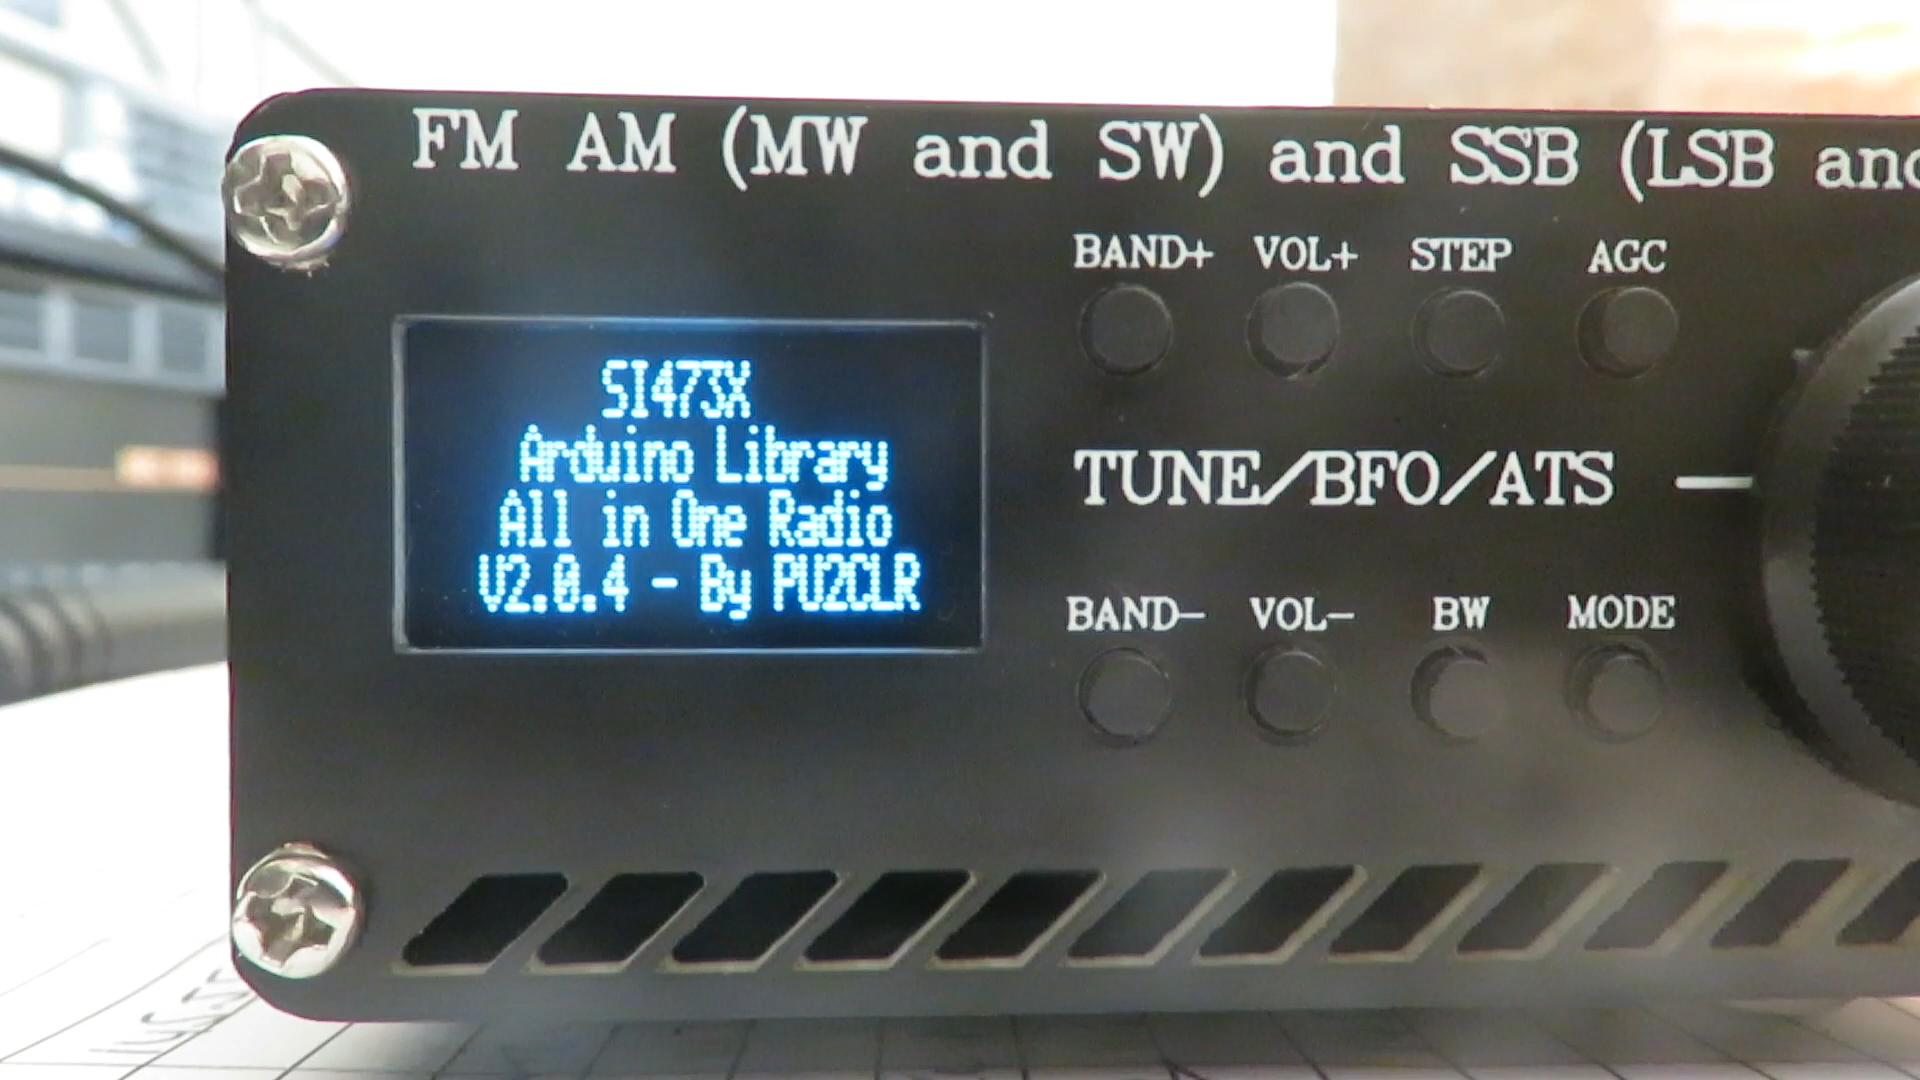 FM AM (MW and SW) and SSB (LSB and
BAND+ VOL+ STEP AGC
SI473X
Arduino Library
All in One Radio
V2.0.4 - By PU2CLR
TUNE/BFO/ATS
BAND- VOL- BW MODE